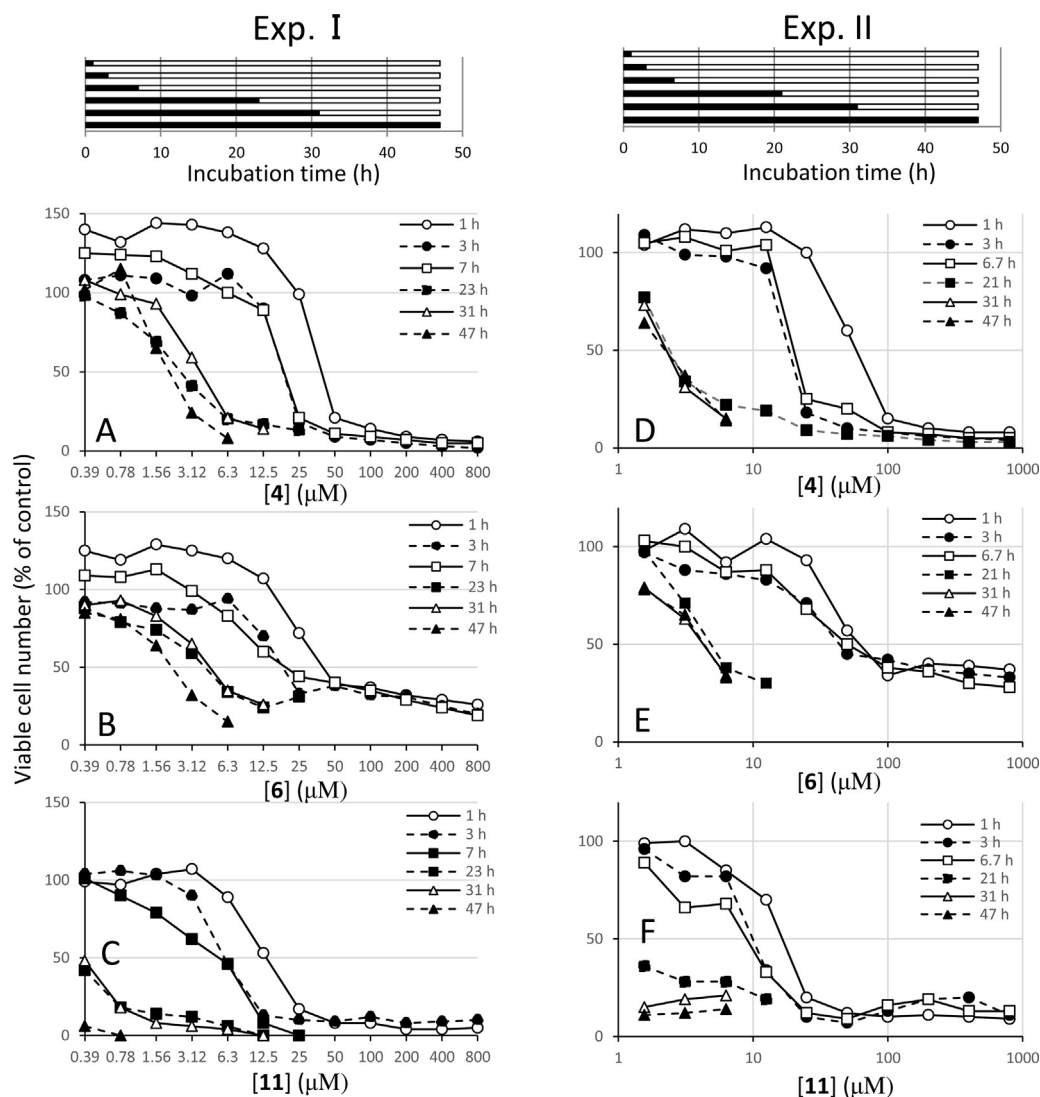 Exp. I
0 10 20 30 40 50
Incubation time (h)
Exp. II
0 10 20 30 40 50
Incubation time (h)
Viable cell number (% of control)
150
100
50
0
A
1 h
3 h
7 h
23 h
31 h
47 h
0.39 0.78 1.56 3.12 6.3 12.5 25 50 100 200 400 800
[4] (μM)
100
50
0
D
1 h
3 h
6.7 h
21 h
31 h
47 h
1 10 100 1000
[4] (μM)
150
100
50
0
B
1 h
3 h
7 h
23 h
31 h
47 h
0.39 0.78 1.56 3.12 6.3 12.5 25 50 100 200 400 800
[6] (μM)
100
50
0
E
1 h
3 h
6.7 h
21 h
31 h
47 h
1 10 100 1000
[6] (μM)
150
100
50
0
C
1 h
3 h
7 h
23 h
31 h
47 h
0.39 0.78 1.56 3.12 6.3 12.5 25 50 100 200 400 800
[11] (μM)
100
50
0
F
1 h
3 h
6.7 h
21 h
31 h
47 h
1 10 100 1000
[11] (μM)